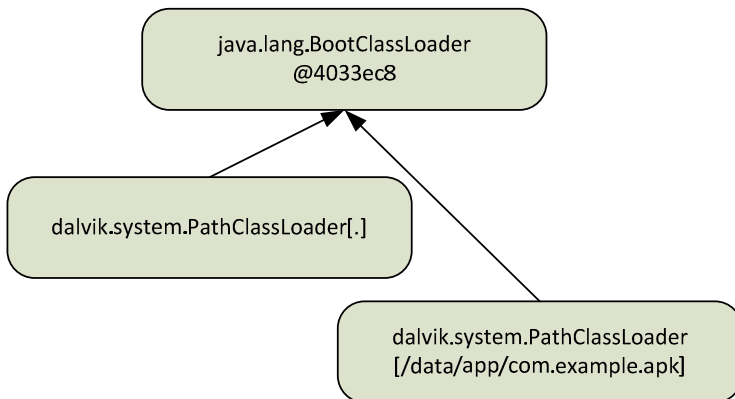 java.lang.BootClassLoader
@4033ec8
dalvik.system.PathClassLoader[.]
dalvik.system.PathClassLoader
[/data/app/com.example.apk]